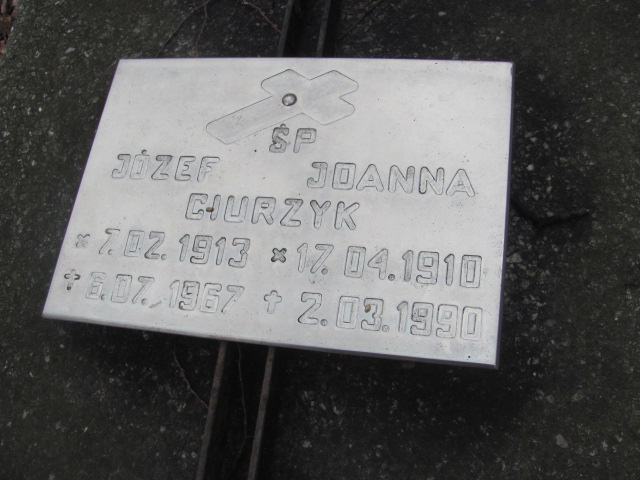 ŚP
JÓZEF JOANNA
CIURZYK
* 7.02.1913 * 17.04.1910
† 6.07.1967 † 2.03.1990